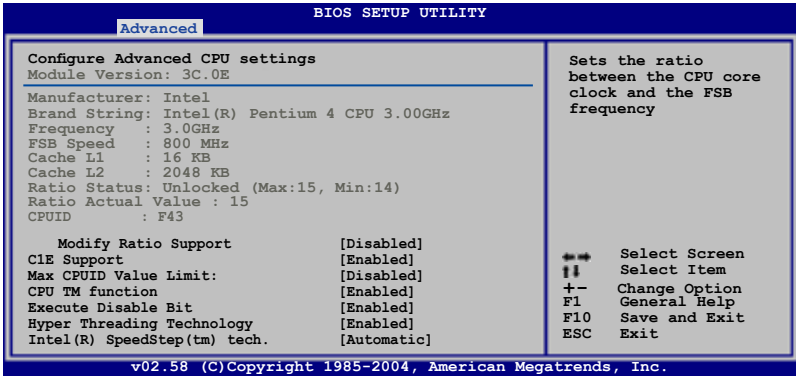 BIOS SETUP UTILITY
Advanced
Configure Advanced CPU settings
Module Version: 3C.0E
Manufacturer: Intel
Brand String: Intel(R) Pentium 4 CPU 3.00GHz
Frequency : 3.0GHz
FSB Speed : 800 MHz
Cache L1 : 16 KB
Cache L2 : 2048 KB
Ratio Status: Unlocked (Max:15, Min:14)
Ratio Actual Value : 15
CPUID : F43
Modify Ratio Support [Disabled]
C1E Support [Enabled]
Max CPUID Value Limit: [Disabled]
CPU TM function [Enabled]
Execute Disable Bit [Enabled]
Hyper Threading Technology [Enabled]
Intel(R) SpeedStep(tm) tech. [Automatic]
Sets the ratio
between the CPU core
clock and the FSB
frequency
←→ Select Screen
↑↓ Select Item
+- Change Option
F1 General Help
F10 Save and Exit
ESC Exit
v02.58 (C)Copyright 1985-2004, American Megatrends, Inc.